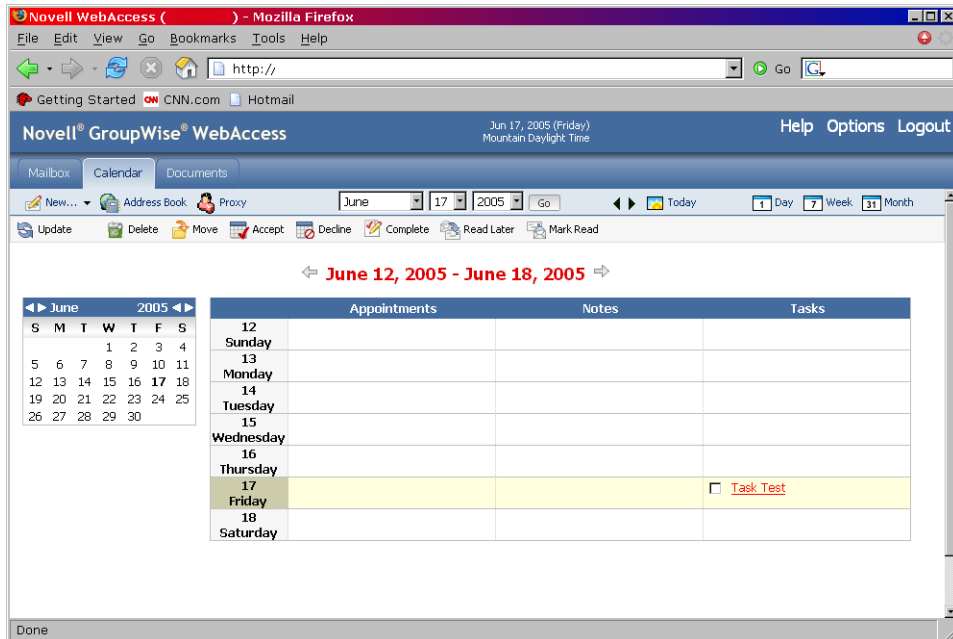 Novell WebAccess ( ) - Mozilla Firefox
File Edit View Go Bookmarks Tools Help
http:// Go G
Getting Started CNN CNN.com Hotmail
Novell® GroupWise® WebAccess
Jun 17, 2005 (Friday)
Mountain Daylight Time
Help Options Logout
Mailbox Calendar Documents
New... Address Book Proxy June 17 2005 Go Today 1 Day 7 Week 31 Month
Update Delete Move Accept Decline Complete Read Later Mark Read
June 12, 2005 - June 18, 2005
June 2005
S M T W T F S
1 2 3 4
5 6 7 8 9 10 11
12 13 14 15 16 17 18
19 20 21 22 23 24 25
26 27 28 29 30
Appointments Notes Tasks
12
Sunday
13
Monday
14
Tuesday
15
Wednesday
16
Thursday
17
Friday
Task Test
18
Saturday
Done